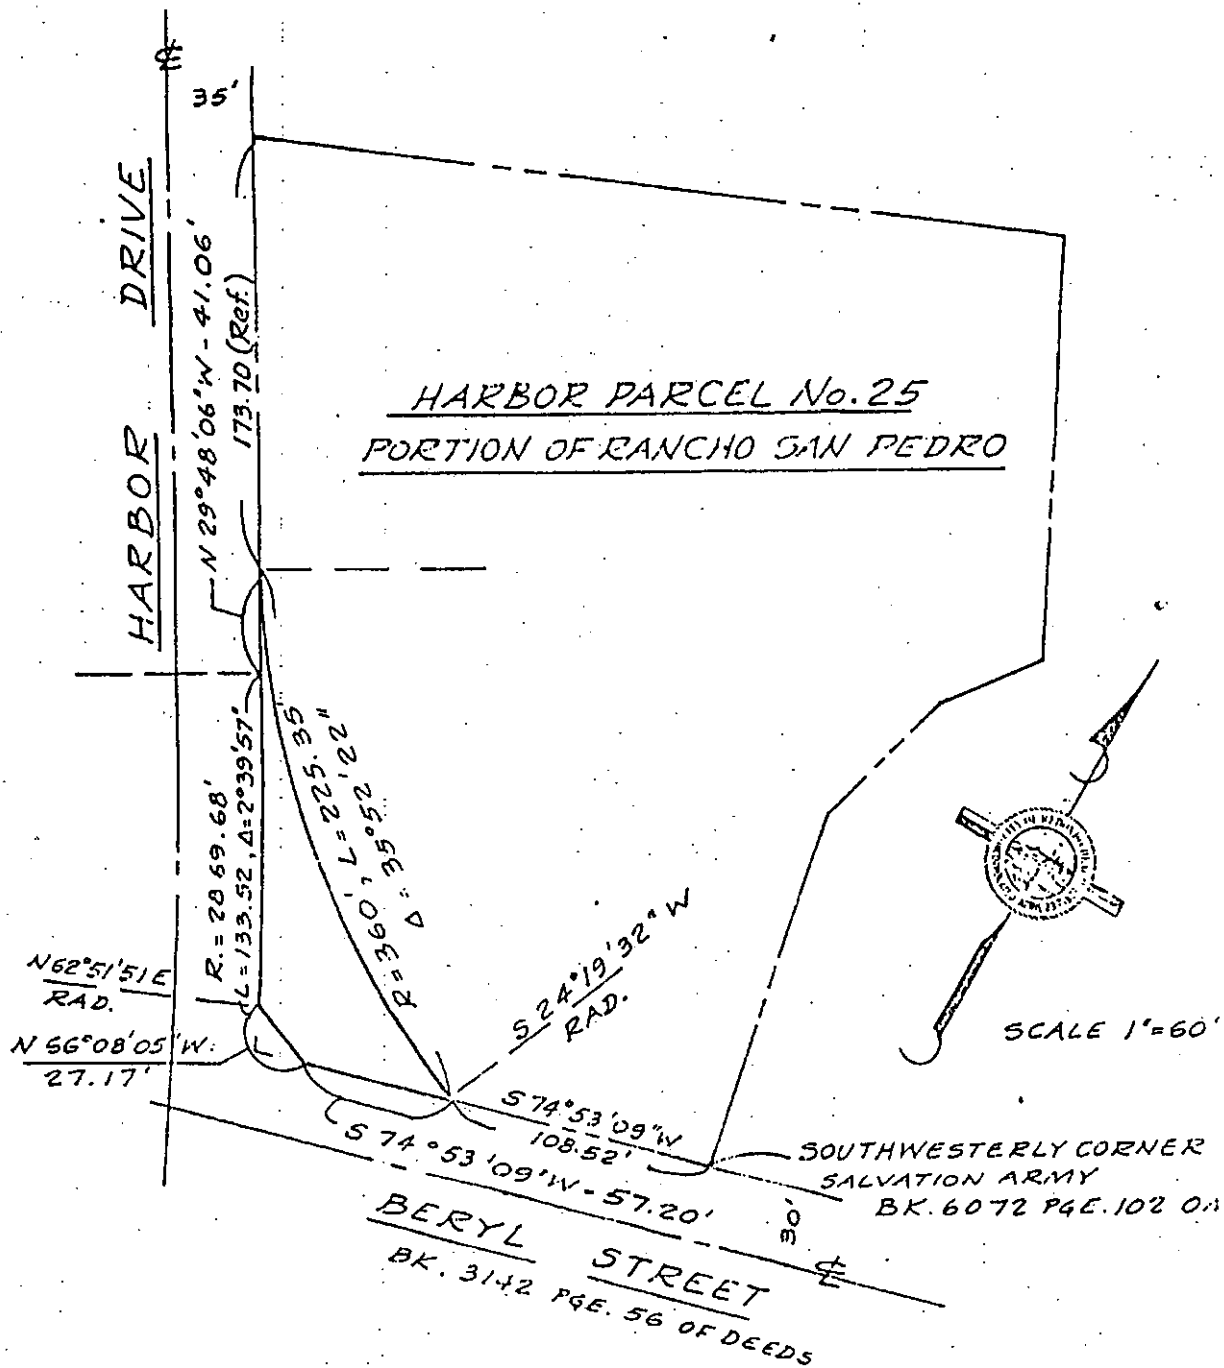 35'
HARBOR DRIVE
N 29°48'06"W - 41.06'
173.70 (Ref.)
HARBOR PARCEL No. 25
PORTION OF RANCHO SAN PEDRO
R.= 2869.68'
L=133.52, Δ=2°39'57"
R=360', L=225.35'
Δ=35°52'22"
N62°51'51E
RAD.
N 56°08'05"W.
27.17'
S 24°19'32" W
RAD.
S 74°53'09"W
108.52'
S 74°53'09"W - 57.20'
SCALE 1"=60'
SOUTHWESTERLY CORNER
SALVATION ARMY
BK. 6072 PGE. 102
30'
BERYL STREET
BK. 3142 PGE. 56 OF DEEDS